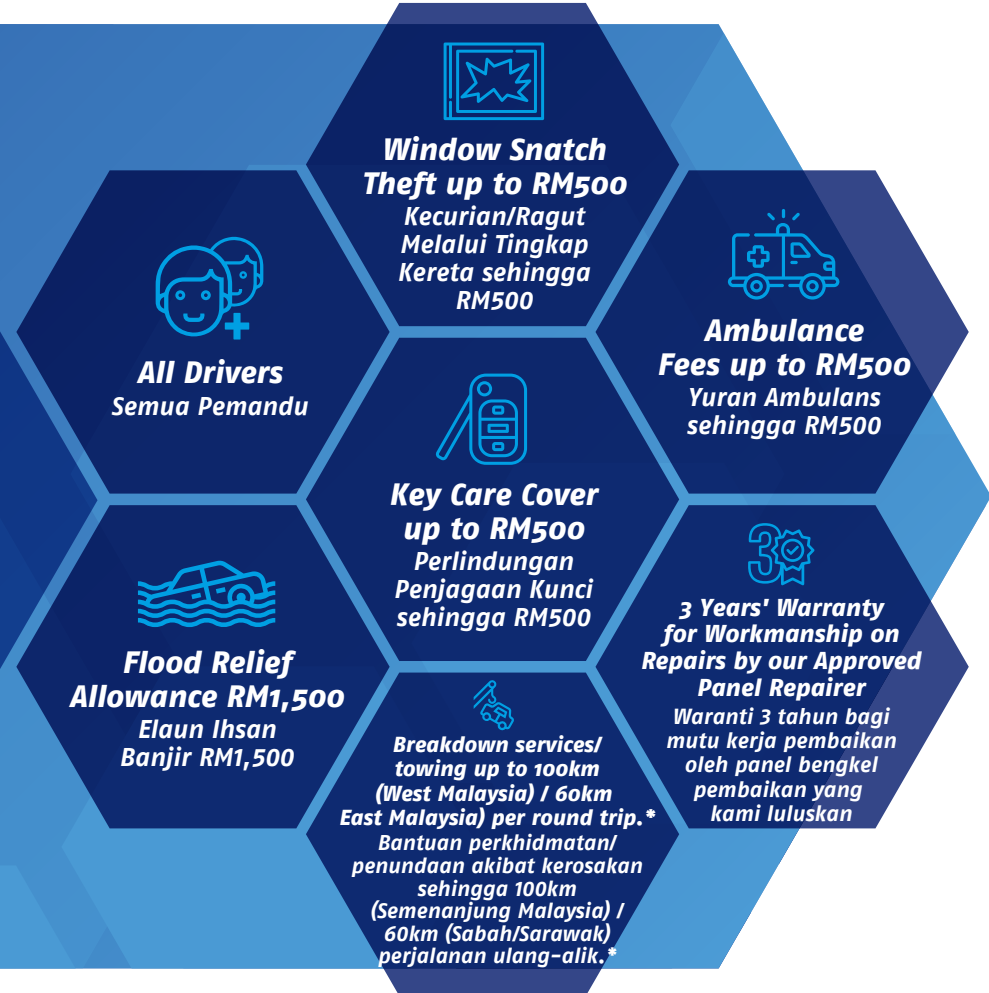 Window Snatch
Theft up to RM500
Kecurian/Ragut
Melalui Tingkap
Kereta sehingga
RM500
All Drivers
Semua Pemandu
Ambulance
Fees up to RM500
Yuran Ambulans
sehingga RM500
Key Care Cover
up to RM500
Perlindungan
Penjagaan Kunci
sehingga RM500
Flood Relief
Allowance RM1,500
Elaun Ihsan
Banjir RM1,500
3
3 Years' Warranty
for Workmanship on
Repairs by our Approved
Panel Repairer
Waranti 3 tahun bagi
mutu kerja pembaikan
oleh panel bengkel
pembaikan yang
kami luluskan
Breakdown services/
towing up to 100km
(West Malaysia) / 60km
East Malaysia) per round trip.*
Bantuan perkhidmatan/
penundaan akibat kerosakan
sehingga 100km
(Semenanjung Malaysia) /
60km (Sabah/Sarawak)
perjalanan ulang-alik.*